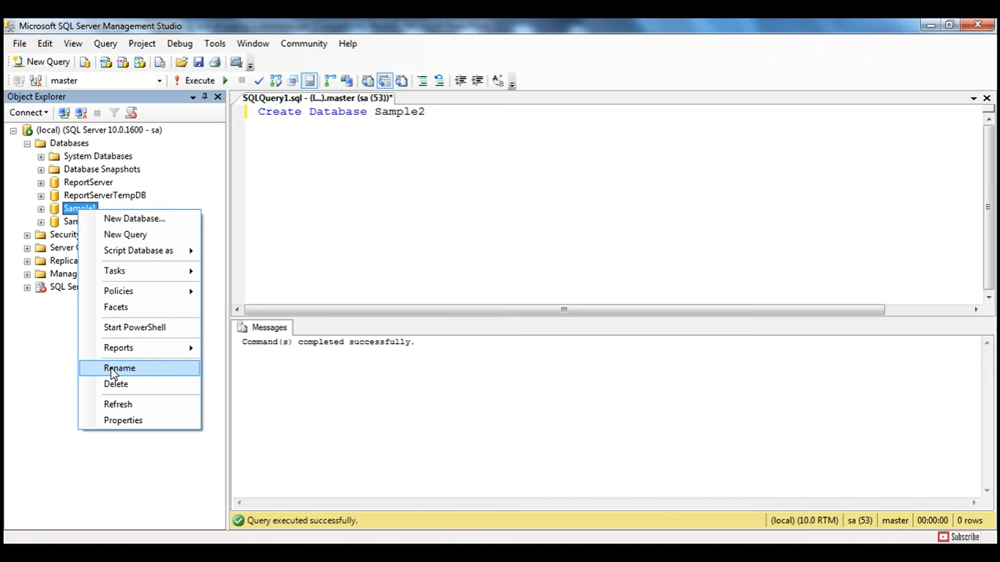 Microsoft SQL Server Management Studio
File Edit View Query Project Debug Tools Window Community Help
New Query
master Execute
Object Explorer
SQLQuery1.sql - (l...).master (sa (53))*
Connect
Create Database Sample2
(local) (SQL Server 10.0.1600 - sa)
Databases
System Databases
Database Snapshots
ReportServer
ReportServerTempDB
Sample1
Sam
Security
Server
Replica
Manag
SQL Ser
New Database...
New Query
Script Database as
Tasks
Policies
Facets
Start PowerShell
Reports
Rename
Delete
Refresh
Properties
Messages
Command(s) completed successfully.
Query executed successfully. (local) (10.0 RTM) sa (53) master 00:00:00 0 rows
Subscribe